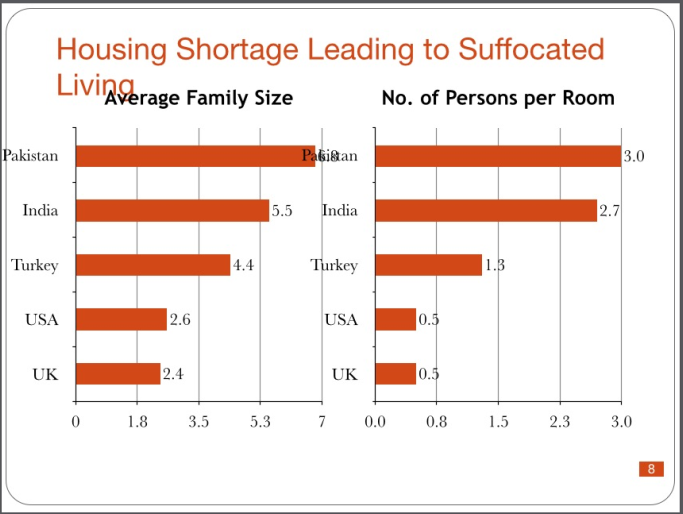 Housing Shortage Leading to Suffocated
Living
Average Family Size
Pakistan
India 5.5
Turkey 4.4
USA 2.6
UK 2.4
0 1.8 3.5 5.3 7
No. of Persons per Room
Pakistan 3.0
India 2.7
Turkey 1.3
USA 0.5
UK 0.5
0.0 0.8 1.5 2.3 3.0
8